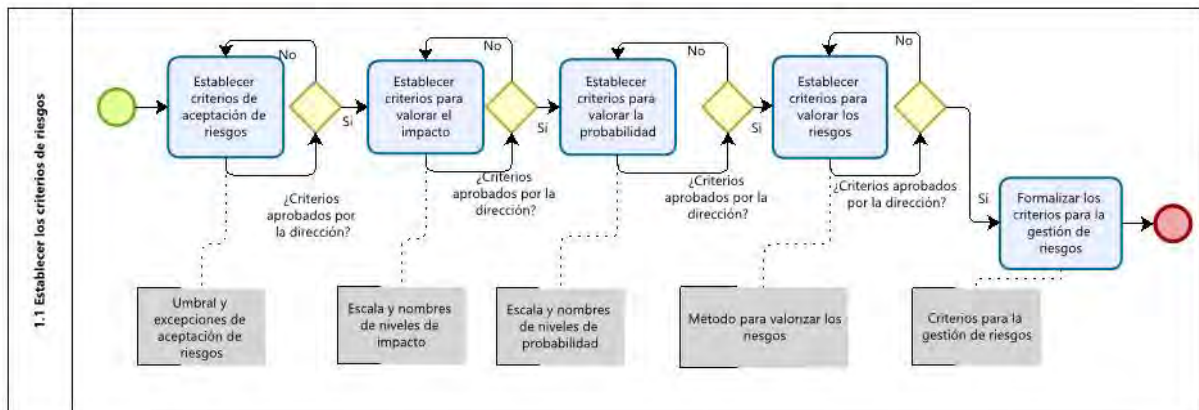 1.1 Establecer los criterios de riesgos
Establecer
criterios de
aceptación de
riesgos
No
Si
¿Criterios
aprobados por
la dirección?
Umbral y
excepciones de
aceptación de
riesgos
Establecer
criterios para
valorar el
impacto
No
Si
¿Criterios
aprobados por la
dirección?
Escala y nombres
de niveles de
impacto
Establecer
criterios para
valorar la
probabilidad
No
Si
¿Criterios
aprobados por la
dirección?
Escala y nombres
de niveles de
probabilidad
Establecer
criterios para
valorar los
riesgos
No
Si
¿Criterios aprobados
por la dirección?
Método para valorizar los
riesgos
Formalizar los
criterios para la
gestión de
riesgos
Criterios para la
gestión de riesgos